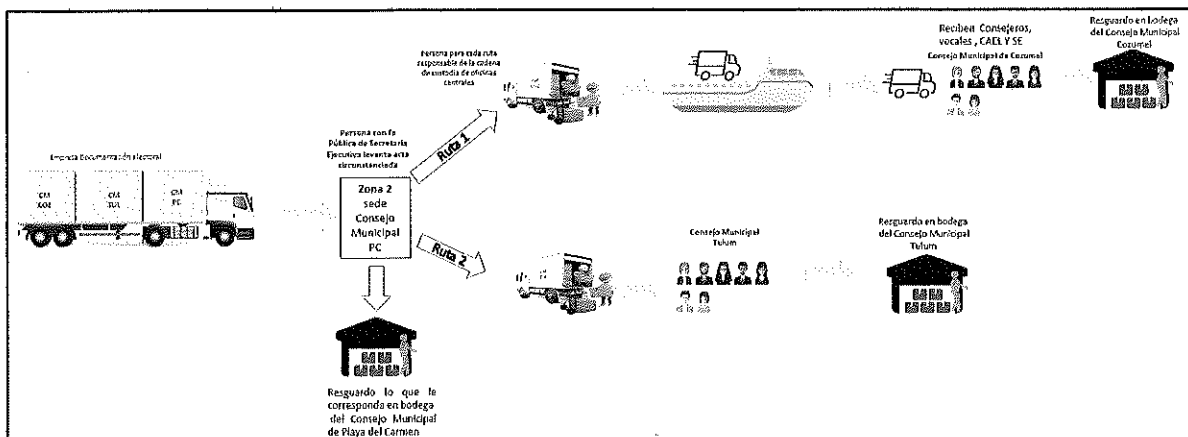 Empresa Documentación electoral
CM
COZ
CM
TUL
CM
PC
Persona con fe
Pública de Secretaría
Ejecutiva levanta acta
circunstanciada
Zona 2
sede
Consejo
Municipal
PC
Resguardo lo que le
corresponda en bodega
del Consejo Municipal
de Playa del Carmen
Ruta 1
Persona para cada ruta
responsable de la cadena
de custodia de oficinas
centrales
Reciben Consejeros,
vocales , CAEL Y SE
Consejo Municipal de Cozumel
Resguardo en bodega
del Consejo Municipal
Cozumel
Ruta 2
Consejo Municipal
Tulum
Resguardo en bodega
del Consejo Municipal
Tulum